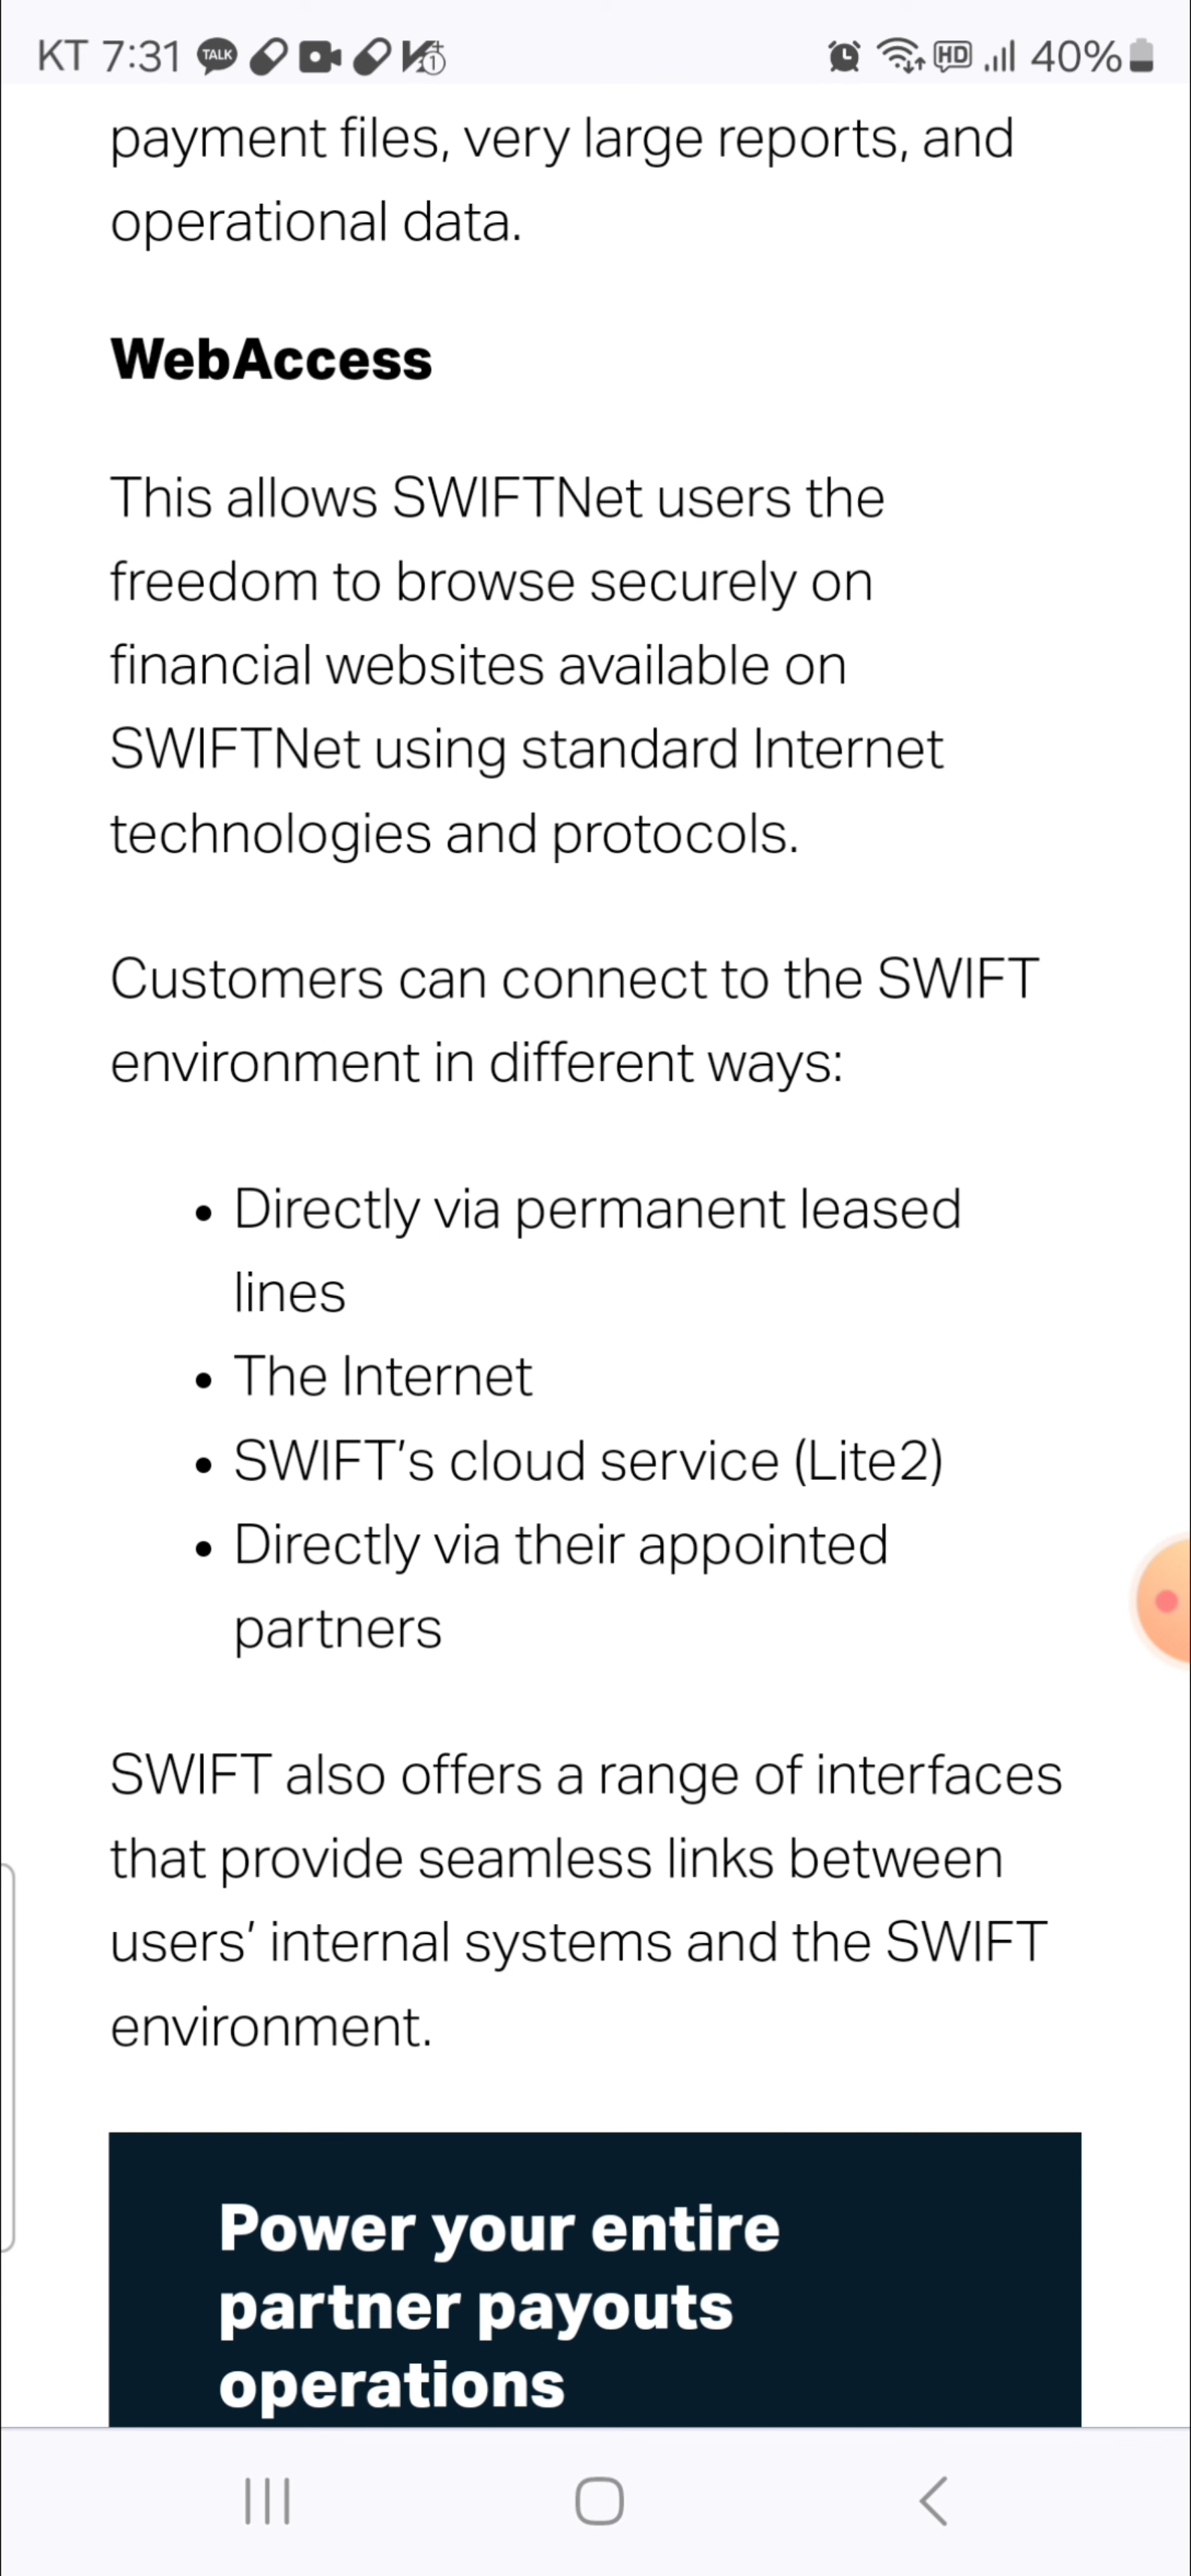 KT 7:31 TALK HD 40%
payment files, very large reports, and
operational data.
WebAccess
This allows SWIFTNet users the
freedom to browse securely on
financial websites available on
SWIFTNet using standard Internet
technologies and protocols.
Customers can connect to the SWIFT
environment in different ways:
• Directly via permanent leased
lines
• The Internet
• SWIFT’s cloud service (Lite2)
• Directly via their appointed
partners
SWIFT also offers a range of interfaces
that provide seamless links between
users’ internal systems and the SWIFT
environment.
Power your entire
partner payouts
operations